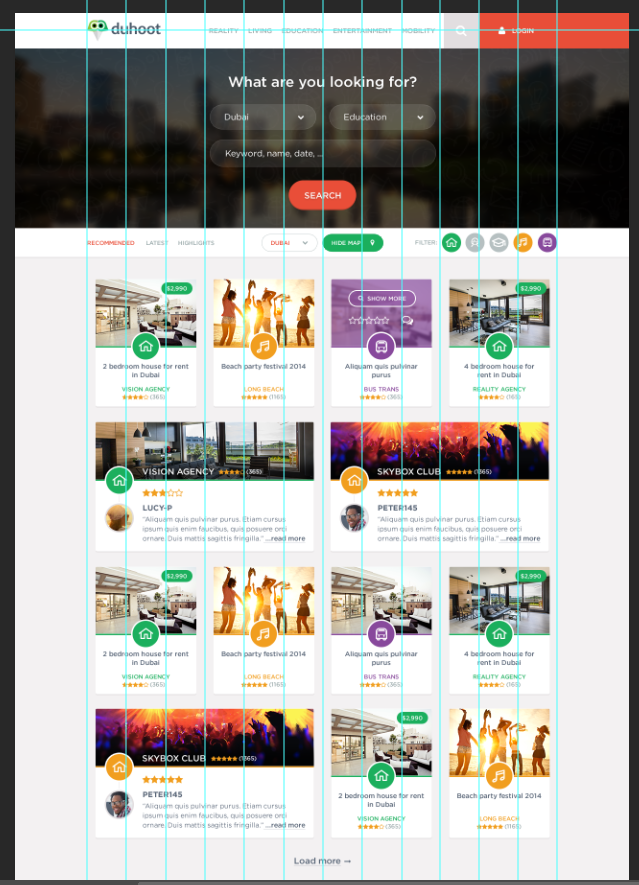 duhoot
REALITY LIVING EDUCATION ENTERTAINMENT MOBILITY LOGIN
What are you looking for?
Dubai Education
Keyword, name, date, ...
SEARCH
RECOMMENDED LATEST HIGHLIGHTS DUBAI HIDE MAP FILTER:
$2,990
SHOW MORE
$2,990
2 bedroom house for rent
in Dubai
VISION AGENCY
(365)
Beach party festival 2014
LONG BEACH
(1165)
Aliquam quis pulvinar
purus
BUS TRANS
(365)
4 bedroom house for
rent in Dubai
REALITY AGENCY
(165)
VISION AGENCY (365)
LUCY-P
"Aliquam quis pulvinar purus. Etiam cursus
ipsum quis enim faucibus, quis posuere orci
ornare. Duis mattis sagittis fringilla." ...read more
SKYBOX CLUB (1365)
PETER145
"Aliquam quis pulvinar purus. Etiam cursus
ipsum quis enim faucibus, quis posuere orci
ornare. Duis mattis sagittis fringilla." ...read more
$2,990
$2,990
2 bedroom house for rent
in Dubai
VISION AGENCY
(365)
Beach party festival 2014
LONG BEACH
(1165)
Aliquam quis pulvinar
purus
BUS TRANS
(365)
4 bedroom house for
rent in Dubai
REALITY AGENCY
(165)
SKYBOX CLUB (1365)
PETER145
"Aliquam quis pulvinar purus. Etiam cursus
ipsum quis enim faucibus, quis posuere orci
ornare. Duis mattis sagittis fringilla." ...read more
$2,990
2 bedroom house for rent
in Dubai
VISION AGENCY
(365)
Beach party festival 2014
LONG BEACH
(1165)
Load more →